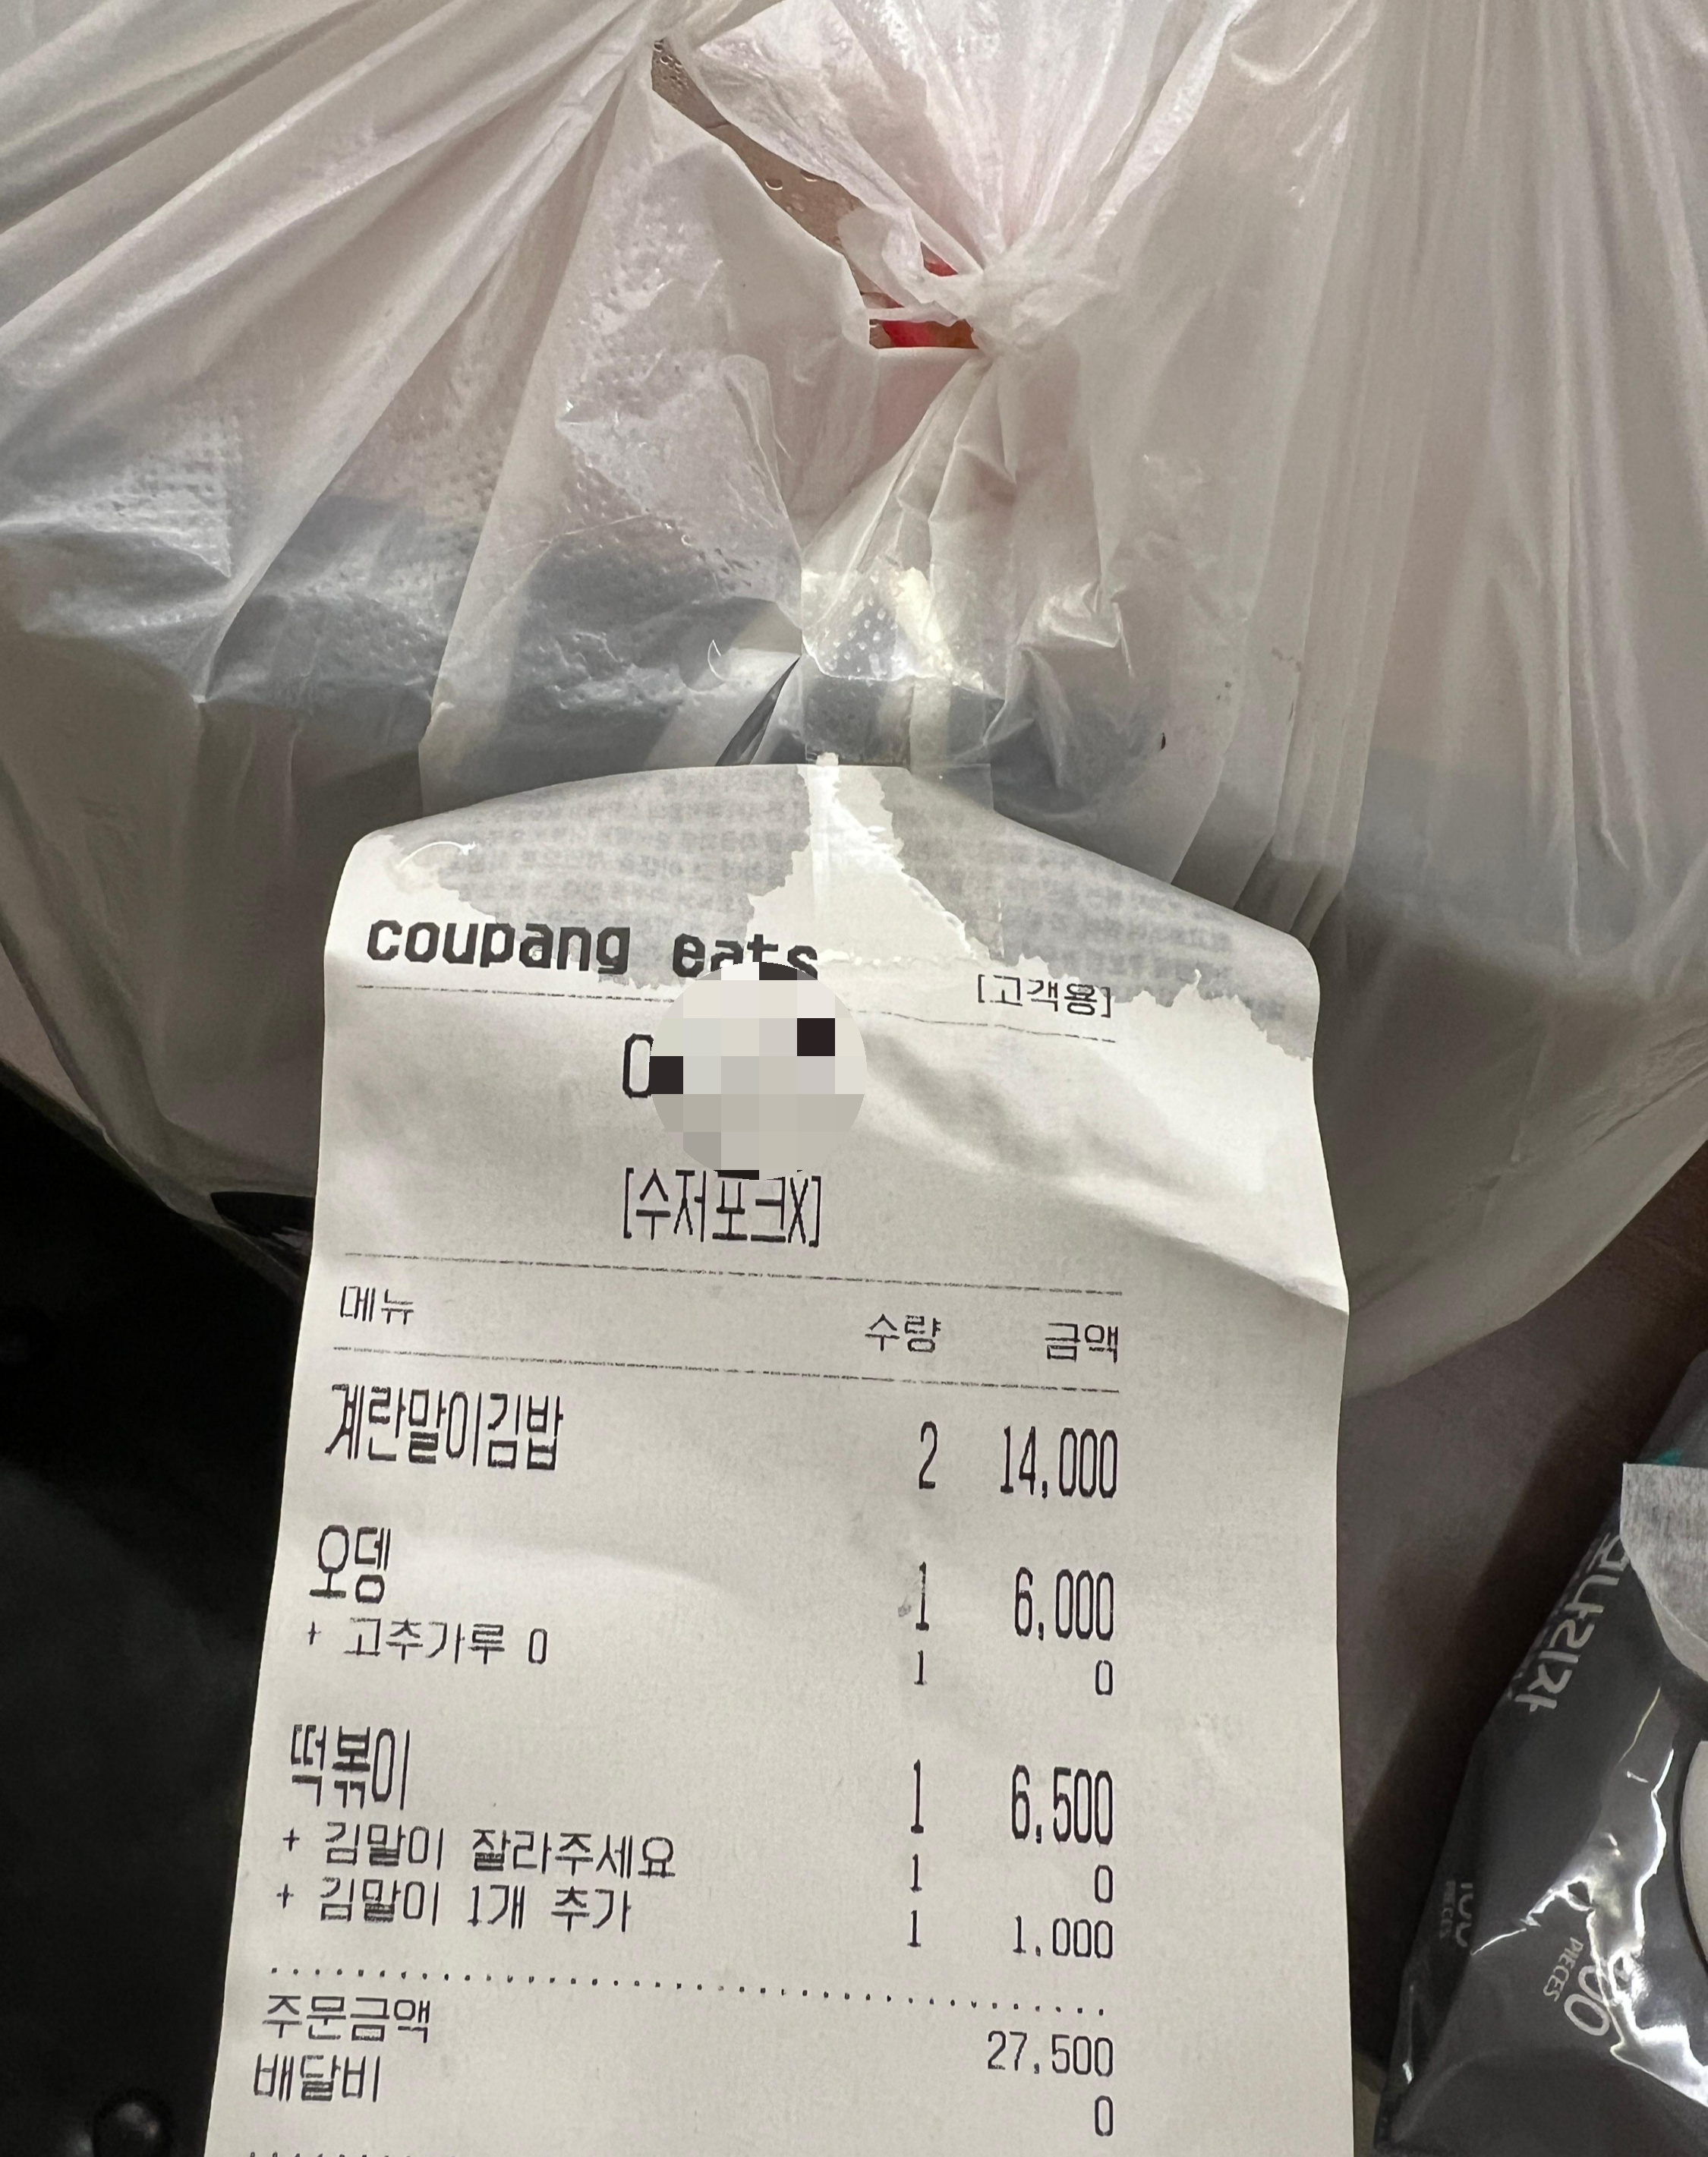 coupang eats
[고객용]
[수저포크X]
메뉴 수량 금액
계란말이김밥 2 14,000
오뎅 1 6,000
+ 고추가루 0 1 0
떡볶이 1 6,500
+ 김말이 잘라주세요 1 0
+ 김말이 1개 추가 1 1,000
주문금액 27,500
배달비 0
100
PIECES
PIECES